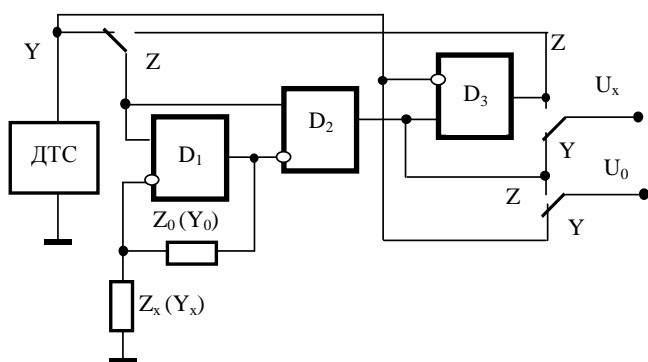 Y
Z
Z
ДТС
D₁
D₂
D₃
Uₓ
Y
U₀
Z
Y
Z₀ (Y₀)
Zₓ (Yₓ)